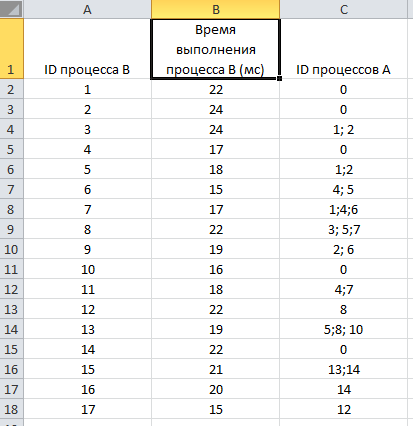 A B C
Время
выполнения
1 ID процесса B процесса B (мс) ID процессов A
2 1 22 0
3 2 24 0
4 3 24 1; 2
5 4 17 0
6 5 18 1;2
7 6 15 4; 5
8 7 17 1;4;6
9 8 22 3; 5;7
10 9 19 2; 6
11 10 16 0
12 11 18 4;7
13 12 22 8
14 13 19 5;8; 10
15 14 22 0
16 15 21 13;14
17 16 20 14
18 17 15 12